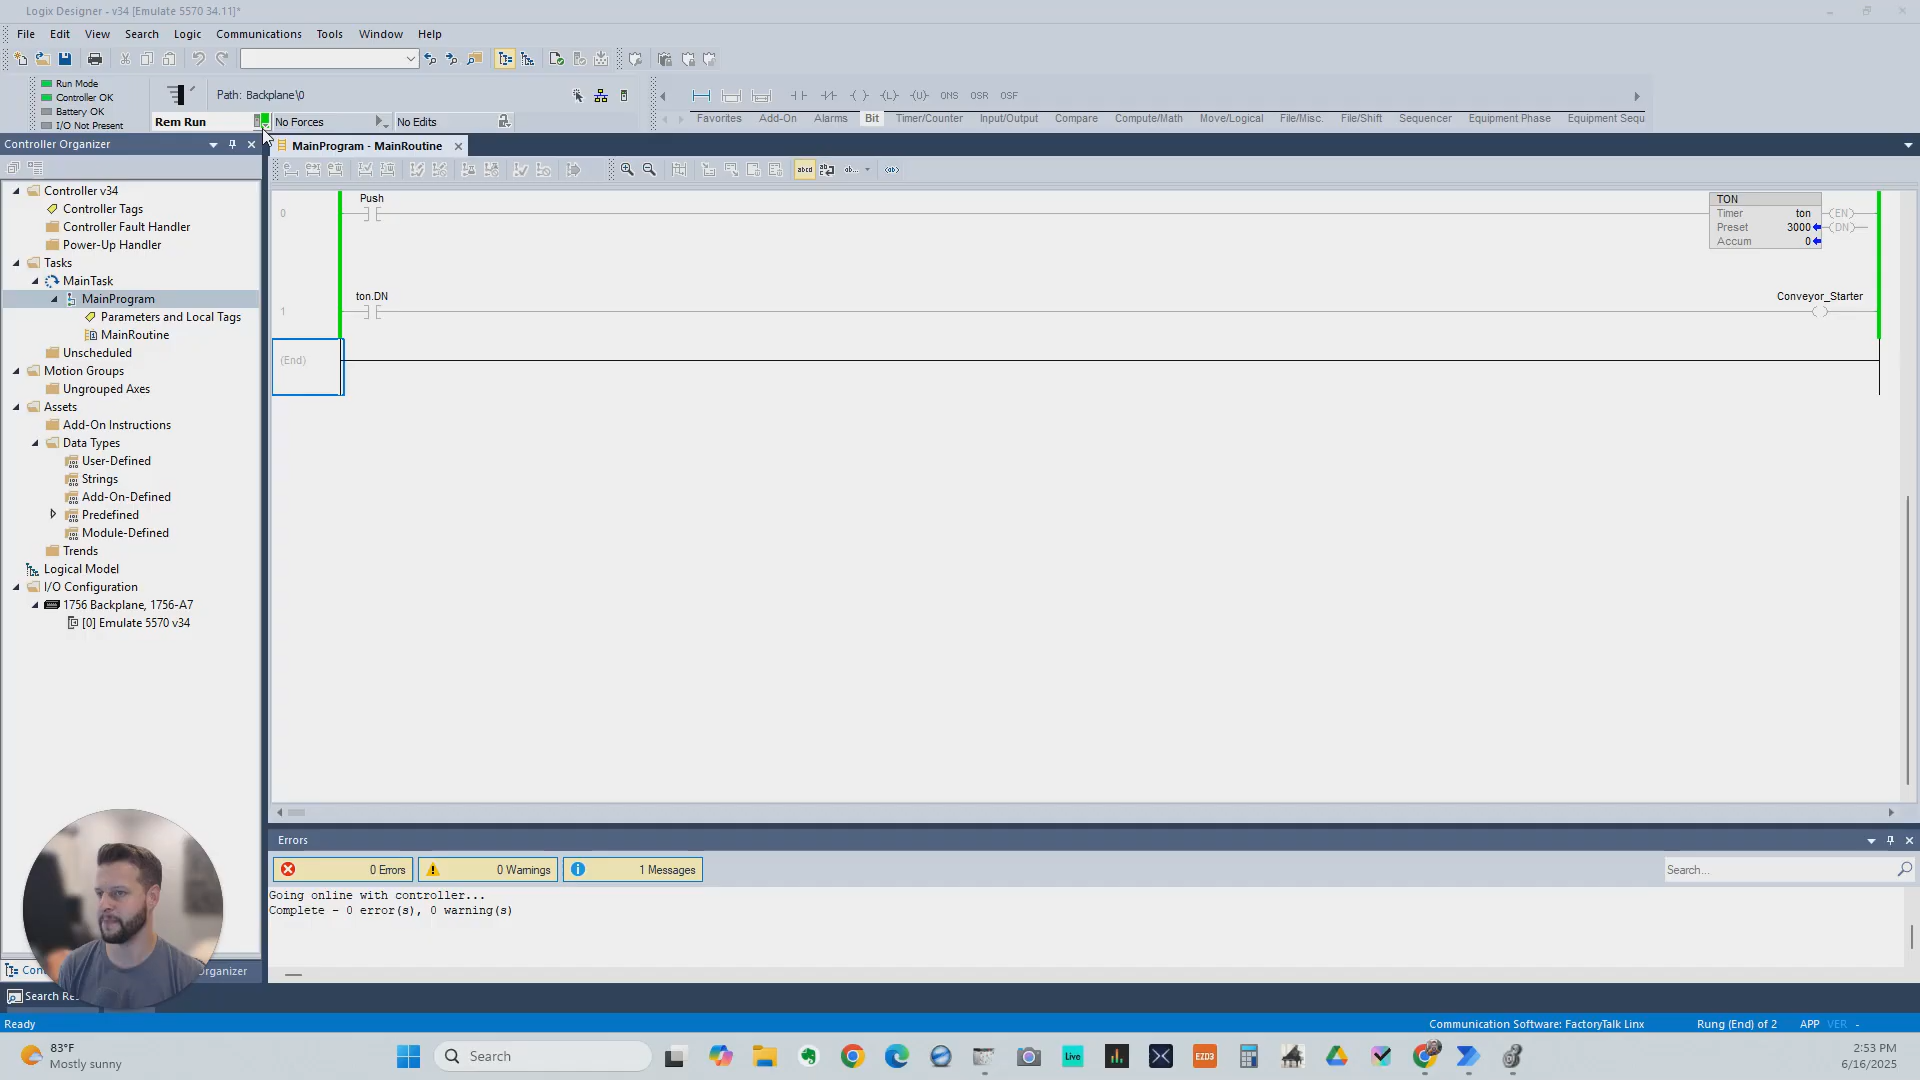 Logix Designer - v34 [Emulate 5570 34.11]*
File Edit View Search Logic Communications Tools Window Help
Run Mode
Controller OK
Battery OK
I/O Not Present
Path: Backplane\0
Rem Run No Forces No Edits
ONS OSR OSF
Favorites Add-On Alarms Bit Timer/Counter Input/Output Compare Compute/Math Move/Logical File/Misc. File/Shift Sequencer Equipment Phase Equipment Sequ
Controller Organizer
MainProgram - MainRoutine
Controller v34
Controller Tags
Controller Fault Handler
Power-Up Handler
Tasks
MainTask
MainProgram
Parameters and Local Tags
MainRoutine
Unscheduled
Motion Groups
Ungrouped Axes
Assets
Add-On Instructions
Data Types
User-Defined
Strings
Add-On-Defined
Predefined
Module-Defined
Trends
Logical Model
I/O Configuration
1756 Backplane, 1756-A7
[0] Emulate 5570 v34
0
Push
TON
Timer ton
Preset 3000
Accum 0
(EN)
(DN)
1
ton.DN
Conveyor_Starter
(End)
Errors
0 Errors
0 Warnings
1 Messages
Search...
Going online with controller...
Complete - 0 error(s), 0 warning(s)
Search Re
Ready
Communication Software: FactoryTalk Linx
Rung (End) of 2
APP VER
83°F
Mostly sunny
Search
Live
EZD3
2:53 PM
6/16/2025